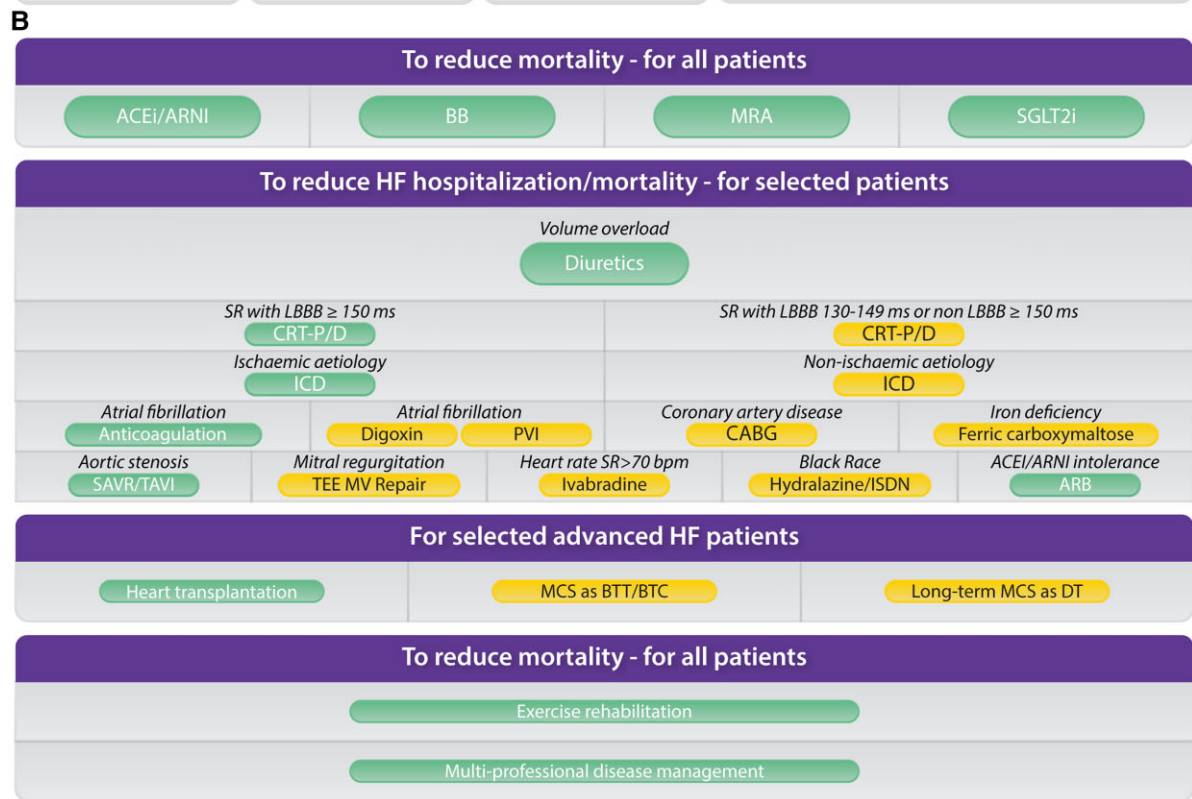 B
To reduce mortality - for all patients
ACEi/ARNI BB MRA SGLT2i
To reduce HF hospitalization/mortality - for selected patients
Volume overload
Diuretics
SR with LBBB ≥ 150 ms SR with LBBB 130-149 ms or non LBBB ≥ 150 ms
CRT-P/D CRT-P/D
Ischaemic aetiology Non-ischaemic aetiology
ICD ICD
Atrial fibrillation Atrial fibrillation Coronary artery disease Iron deficiency
Anticoagulation Digoxin PVI CABG Ferric carboxymaltose
Aortic stenosis Mitral regurgitation Heart rate SR>70 bpm Black Race ACEI/ARNI intolerance
SAVR/TAVI TEE MV Repair Ivabradine Hydralazine/ISDN ARB
For selected advanced HF patients
Heart transplantation MCS as BTT/BTC Long-term MCS as DT
To reduce mortality - for all patients
Exercise rehabilitation
Multi-professional disease management